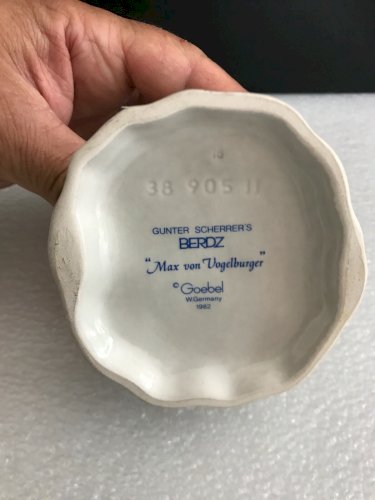 38 905 11
GUNTER SCHERRER'S
BERDZ
"Max von Vogelburger"
© Goebel
W.Germany
1982